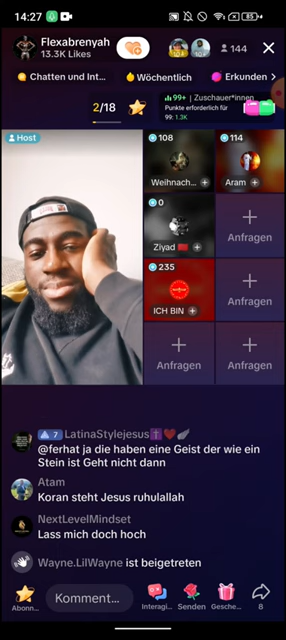 14:27
85
Flexabrenyah
13.3K Likes
144
Chatten und Int...
Wöchentlich
Erkunden
2/18
99+ | Zuschauer*innen
Punkte erforderlich für
99: 1.3K
Host
108
Weihnach...
114
Aram
0
Ziyad
Anfragen
235
ICH BIN
Anfragen
Anfragen
Anfragen
7 LatinaStylejesus
@ferhat ja die haben eine Geist der wie ein
Stein ist Geht nicht dann
Atam
Koran steht Jesus ruhulallah
NextLevelMindset
Lass mich doch hoch
Wayne.LilWayne ist beigetreten
Abonn...
Komment...
Interagi...
Senden
Gesche...
8